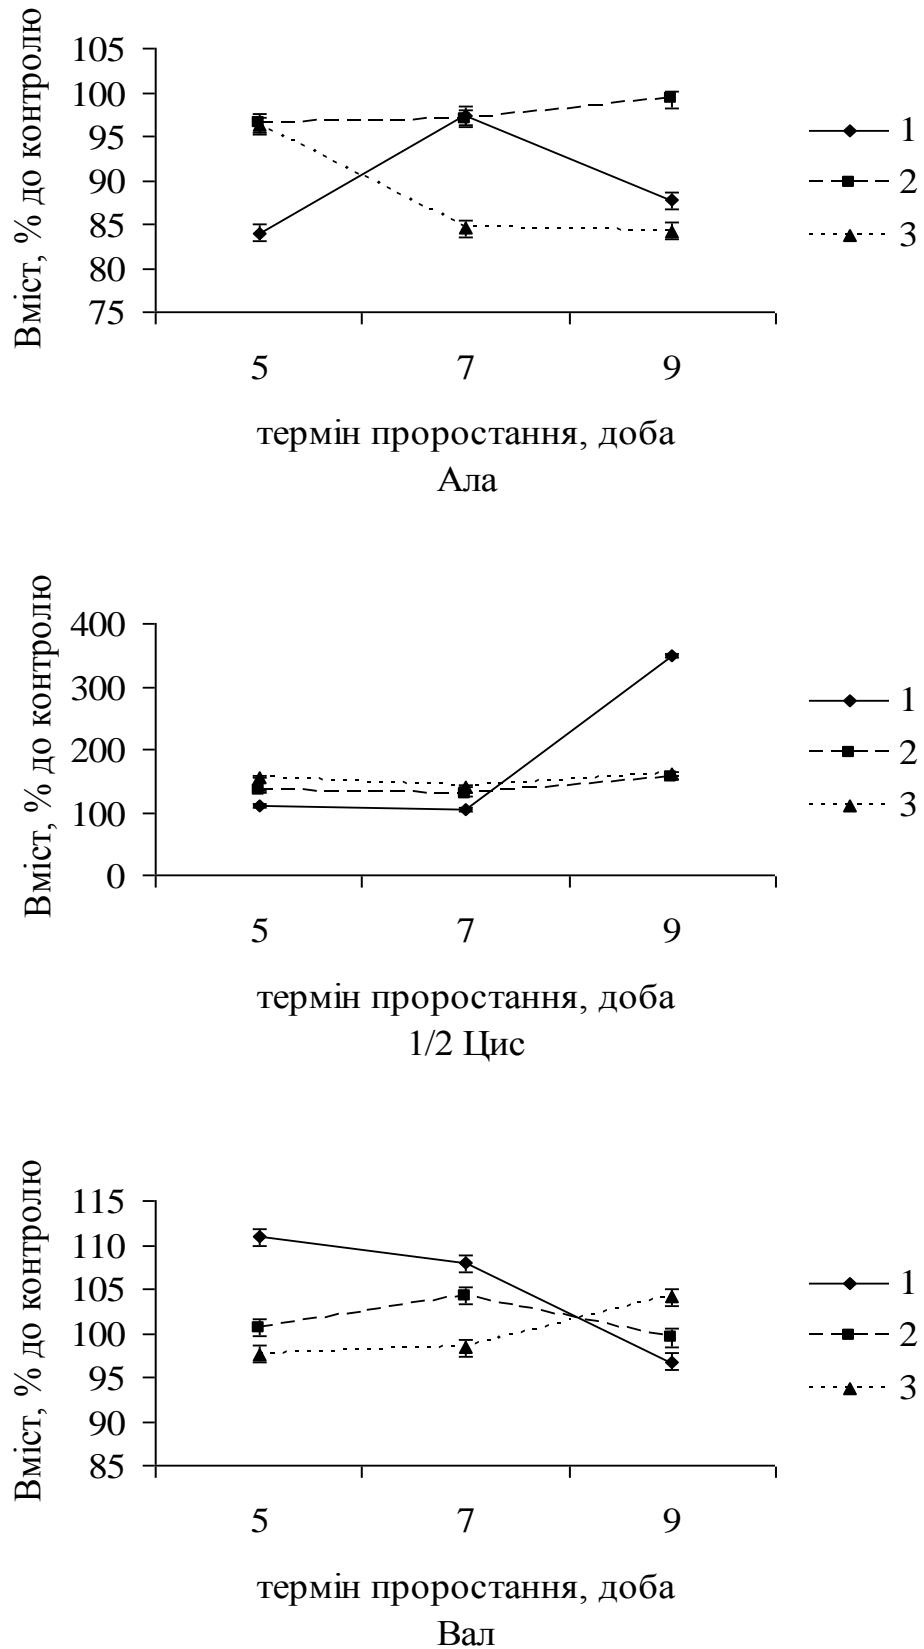 Вміст, % до контролю
105
100
95
90
85
80
75
5 7 9
термін проростання, доба
Ала
1
2
3
Вміст, % до контролю
400
300
200
100
0
5 7 9
термін проростання, доба
1/2 Цис
1
2
3
Вміст, % до контролю
115
110
105
100
95
90
85
5 7 9
термін проростання, доба
Вал
1
2
3